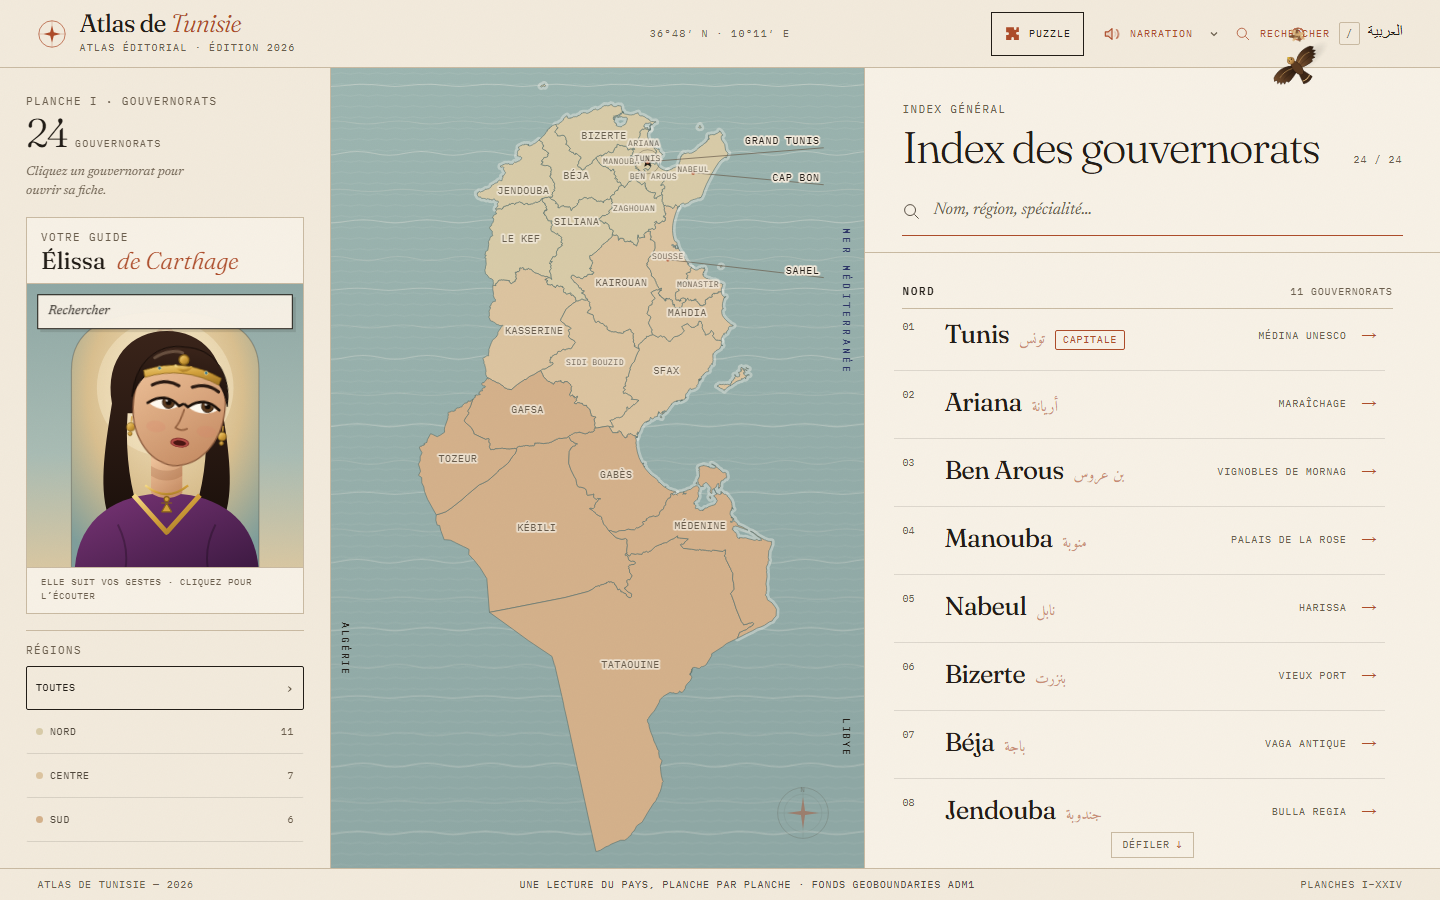 Atlas de Tunisie
ATLAS ÉDITORIAL · ÉDITION 2026
36°48′ N · 10°11′ E
PUZZLE
NARRATION
RECHERCHER
/
العربية
PLANCHE I · GOUVERNORATS
24 GOUVERNORATS
Cliquez un gouvernorat pour
ouvrir sa fiche.
VOTRE GUIDE
Élissa de Carthage
Rechercher
ELLE SUIT VOS GESTES · CLIQUEZ POUR
L'ÉCOUTER
RÉGIONS
TOUTES ›
NORD 11
CENTRE 7
SUD 6
BIZERTE
ARIANA
GRAND TUNIS
MANOUBA
TUNIS
NABEUL
BÉJA
BEN AROUS
CAP BON
JENDOUBA
ZAGHOUAN
SILIANA
LE KEF
SOUSSE
SAHEL
KAIROUAN
MONASTIR
MAHDIA
KASSERINE
SIDI BOUZID
SFAX
GAFSA
TOZEUR
GABÈS
KÉBILI
MÉDENINE
TATAOUINE
MER MÉDITERRANÉE
ALGÉRIE
LIBYE
INDEX GÉNÉRAL
Index des gouvernorats 24 / 24
Nom, région, spécialité...
NORD 11 GOUVERNORATS
01 Tunis تونس CAPITALE MÉDINA UNESCO →
02 Ariana أريانة MARAÎCHAGE →
03 Ben Arous بن عروس VIGNOBLES DE MORNAG →
04 Manouba منوبة PALAIS DE LA ROSE →
05 Nabeul نابل HARISSA →
06 Bizerte بنزرت VIEUX PORT →
07 Béja باجة VAGA ANTIQUE →
08 Jendouba جندوبة BULLA REGIA →
DÉFILER ↓
ATLAS DE TUNISIE — 2026
UNE LECTURE DU PAYS, PLANCHE PAR PLANCHE · FONDS GEOBOUNDARIES ADM1
PLANCHES I–XXIV